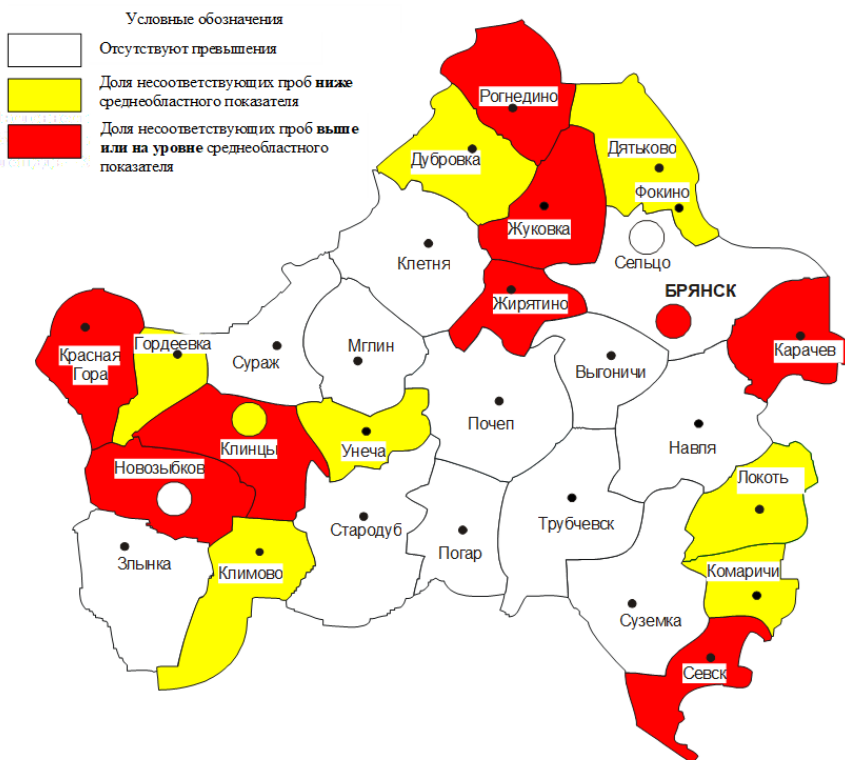 Условные обозначения
Отсутствуют превышения
Доля несоответствующих проб ниже
среднеобластного показателя
Доля несоответствующих проб выше
или на уровне среднеобластного
показателя
Рогнедино
Дубровка
Дятьково
Фокино
Жуковка
Клетня
Сельцо
БРЯНСК
Жирятино
Красная
Гора
Гордеевка
Сураж
Мглин
Выгоничи
Карачев
Клинцы
Унеча
Почеп
Навля
Новозыбков
Локоть
Стародуб
Погар
Трубчевск
Злынка
Климово
Комаричи
Суземка
Севск